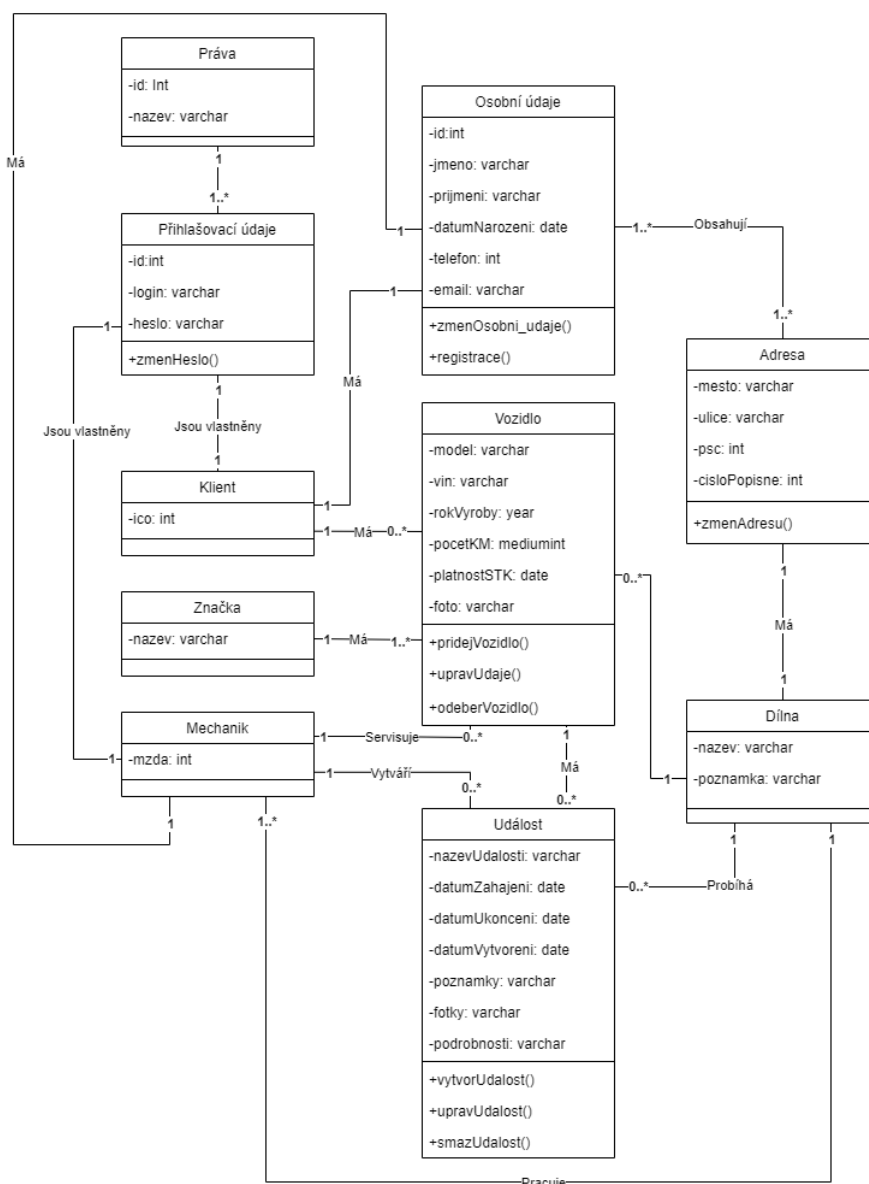 Práva
-id: Int
-nazev: varchar
Má
1
1..*
Přihlašovací údaje
-id:int
-login: varchar
-heslo: varchar
+zmenHeslo()
1
1
Jsou vlastněny
Jsou vlastněny
1
Klient
-ico: int
1
1
Má
0..*
Má
1
1
Osobní údaje
-id:int
-jmeno: varchar
-prijmeni: varchar
-datumNarozeni: date
-telefon: int
-email: varchar
+zmenOsobni_udaje()
+registrace()
1..*
Obsahují
1..*
Adresa
-mesto: varchar
-ulice: varchar
-psc: int
-cisloPopisne: int
+zmenAdresu()
1
Má
1
Vozidlo
-model: varchar
-vin: varchar
-rokVyroby: year
-pocetKM: mediumint
-platnostSTK: date
-foto: varchar
+pridejVozidlo()
+upravUdaje()
+odeberVozidlo()
0..*
1
Značka
-nazev: varchar
1
Má
1..*
Mechanik
-mzda: int
1
1
Servisuje
0..*
1
Vytváří
0..*
1
1..*
1
Má
0..*
Dílna
-nazev: varchar
-poznamka: varchar
1
1
Událost
-nazevUdalosti: varchar
-datumZahajeni: date
-datumUkonceni: date
-datumVytvoreni: date
-poznamky: varchar
-fotky: varchar
-podrobnosti: varchar
+vytvorUdalost()
+upravUdalost()
+smazUdalost()
0..*
Probíhá
Pracuje